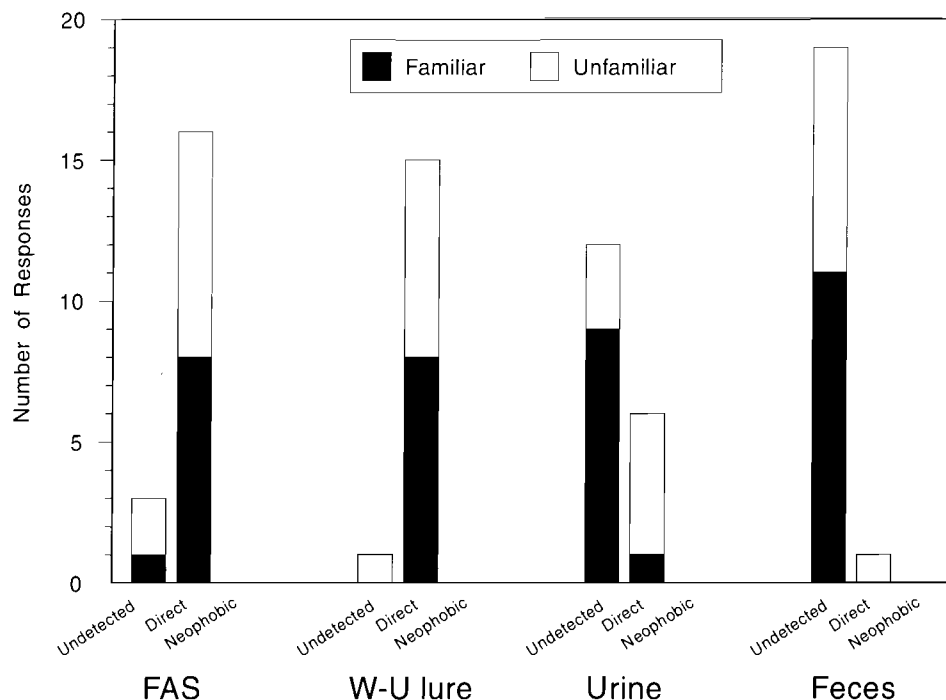 20
15
10
5
0
Number of Responses
Familiar Unfamiliar
Undetected Direct Neophobic
Undetected Direct Neophobic
Undetected Direct Neophobic
Undetected Direct Neophobic
FAS W-U lure Urine Feces